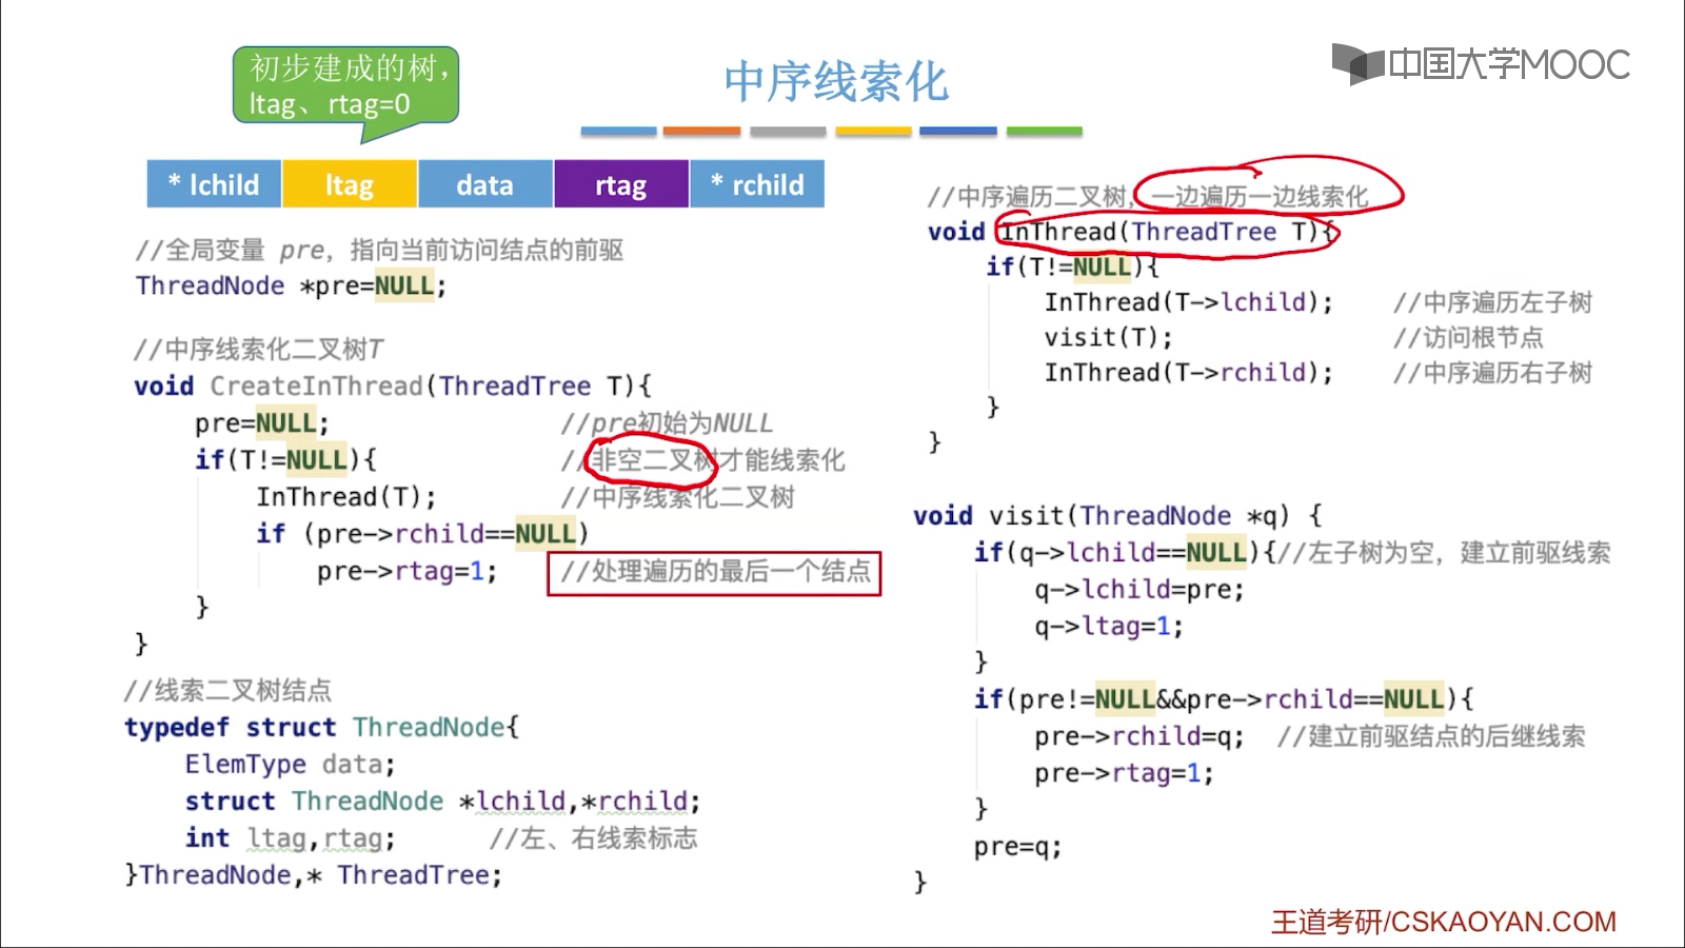 初步建成的树，
ltag、rtag=0
中序线索化
中国大学MOOC
* lchild ltag data rtag * rchild
//全局变量 pre，指向当前访问结点的前驱
ThreadNode *pre=NULL;
//中序线索化二叉树T
void CreateInThread(ThreadTree T){
pre=NULL; //pre初始为NULL
if(T!=NULL){ //非空二叉树才能线索化
InThread(T); //中序线索化二叉树
if (pre->rchild==NULL)
pre->rtag=1; //处理遍历的最后一个结点
}
}
//线索二叉树结点
typedef struct ThreadNode{
ElemType data;
struct ThreadNode *lchild,*rchild;
int ltag,rtag; //左、右线索标志
}ThreadNode,* ThreadTree;
//中序遍历二叉树，一边遍历一边线索化
void InThread(ThreadTree T){
if(T!=NULL){
InThread(T->lchild); //中序遍历左子树
visit(T); //访问根节点
InThread(T->rchild); //中序遍历右子树
}
}
void visit(ThreadNode *q) {
if(q->lchild==NULL){//左子树为空，建立前驱线索
q->lchild=pre;
q->ltag=1;
}
if(pre!=NULL&&pre->rchild==NULL){
pre->rchild=q; //建立前驱结点的后继线索
pre->rtag=1;
}
pre=q;
}
王道考研/CSKAOYAN.COM